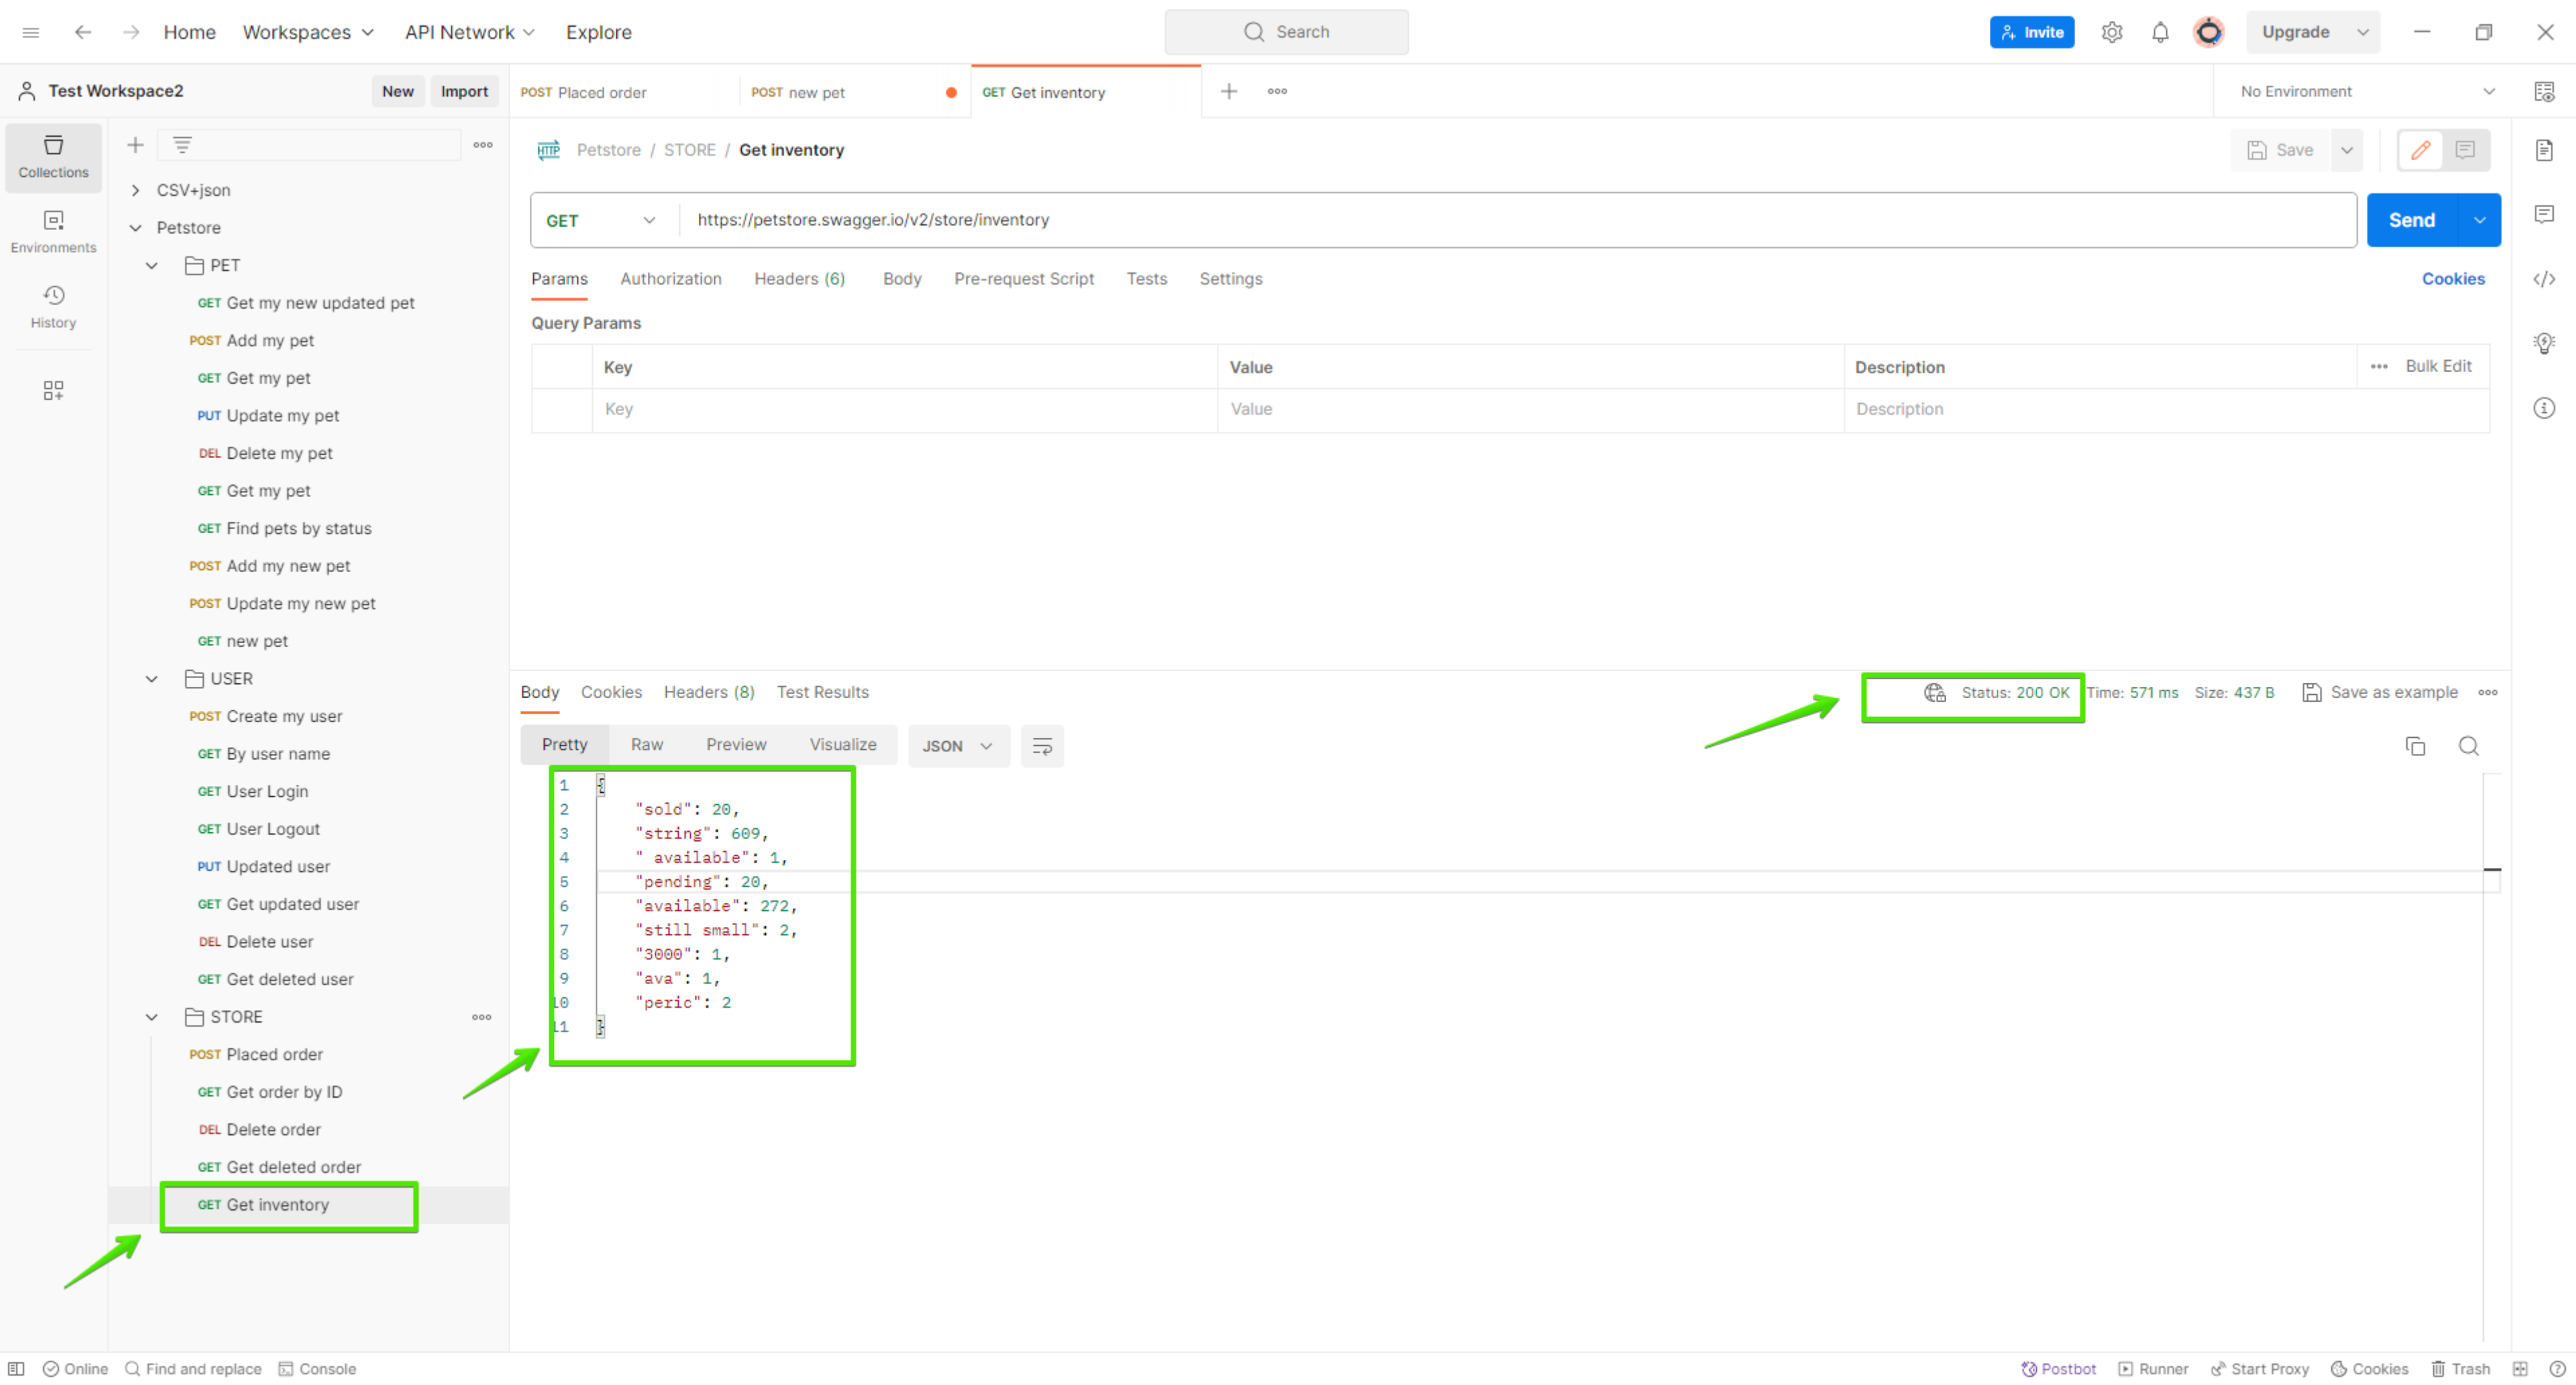 Home Workspaces API Network Explore Search Invite Upgrade
Test Workspace2 New Import POST Placed order POST new pet GET Get inventory No Environment
Collections
Environments
History
CSV+json
Petstore
PET
GET Get my new updated pet
POST Add my pet
GET Get my pet
PUT Update my pet
DEL Delete my pet
GET Get my pet
GET Find pets by status
POST Add my new pet
POST Update my new pet
GET new pet
USER
POST Create my user
GET By user name
GET User Login
GET User Logout
PUT Updated user
GET Get updated user
DEL Delete user
GET Get deleted user
STORE
POST Placed order
GET Get order by ID
DEL Delete order
GET Get deleted order
GET Get inventory
HTTP Petstore / STORE / Get inventory Save
GET https://petstore.swagger.io/v2/store/inventory Send
Params Authorization Headers (6) Body Pre-request Script Tests Settings Cookies
Query Params
Key Value Description Bulk Edit
Key Value Description
Body Cookies Headers (8) Test Results Status: 200 OK Time: 571 ms Size: 437 B Save as example
Pretty Raw Preview Visualize JSON
1 {
2 "sold": 20,
3 "string": 609,
4 " available": 1,
5 "pending": 20,
6 "available": 272,
7 "still small": 2,
8 "3000": 1,
9 "ava": 1,
10 "peric": 2
11 }
Online Find and replace Console Postbot Runner Start Proxy Cookies Trash